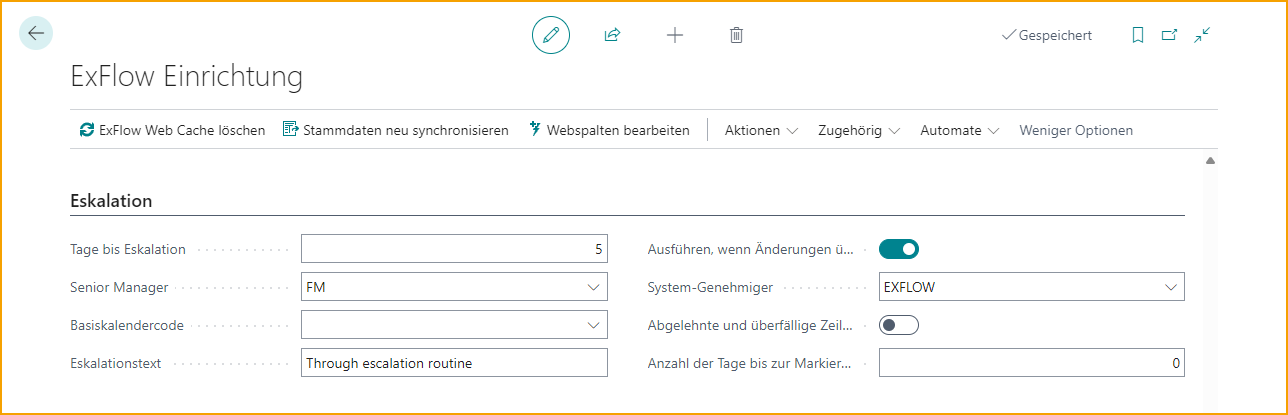 Gespeichert
ExFlow Einrichtung
ExFlow Web Cache löschen Stammdaten neu synchronisieren Webspalten bearbeiten Aktionen Zugehörig Automate Weniger Optionen
Eskalation
Tage bis Eskalation 5 Ausführen, wenn Änderungen ü...
Senior Manager FM System-Genehmiger EXFLOW
Basiskalendercode Abgelehnte und überfällige Zeil...
Eskalationstext Through escalation routine Anzahl der Tage bis zur Markier... 0